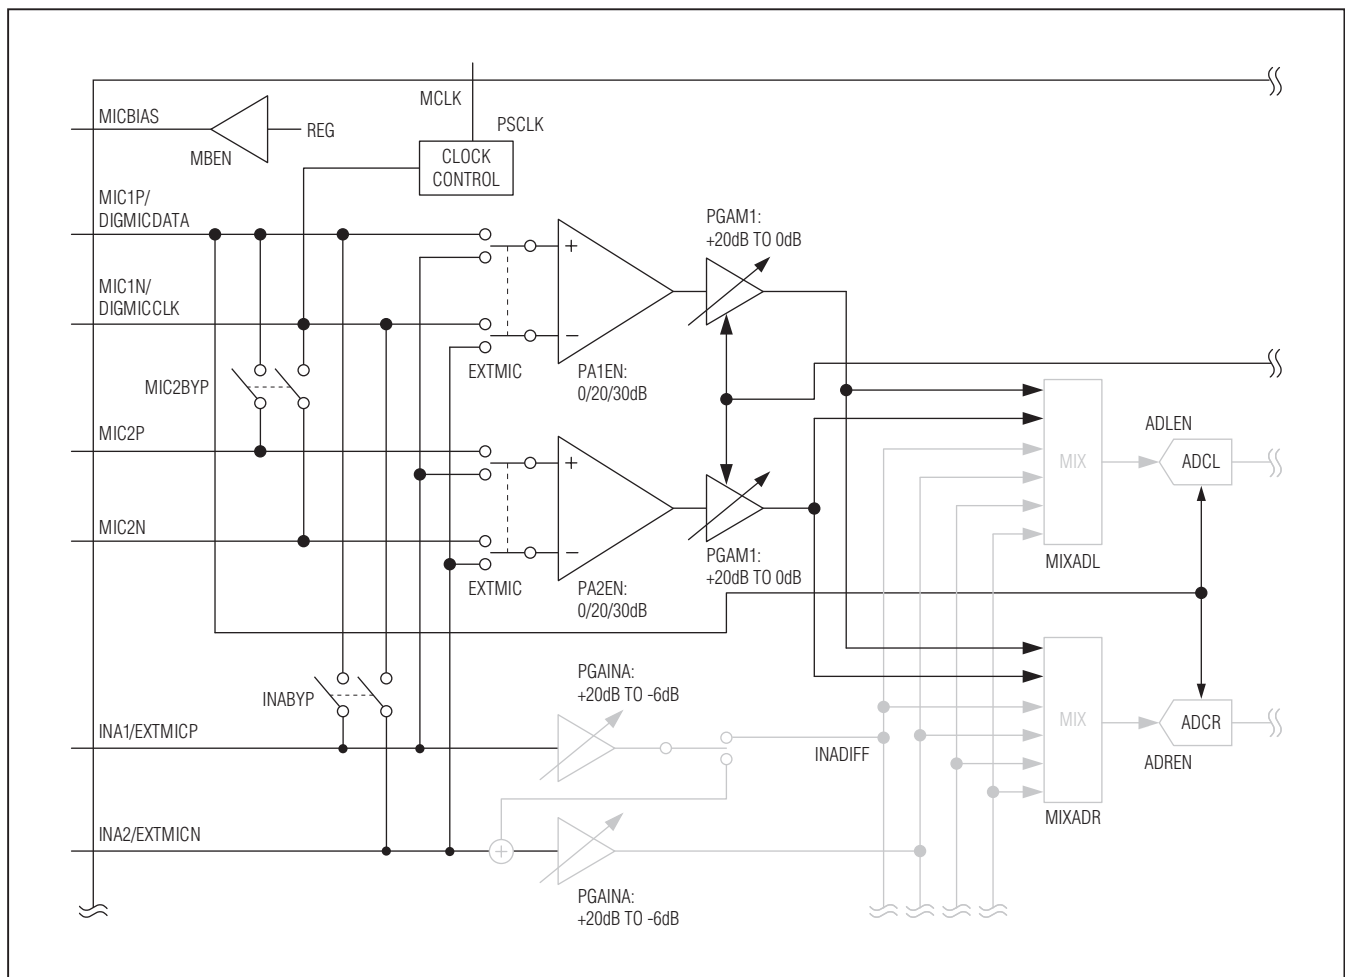 MCLK
MICBIAS
REG
PSCLK
MBEN
CLOCK
CONTROL
MIC1P/
DIGMICDATA
PGAM1:
+20dB TO 0dB
+
MIC1N/
DIGMICCLK
−
EXTMIC
PA1EN:
0/20/30dB
MIC2BYP
MIC2P
ADLEN
+
MIX
ADCL
MIC2N
−
PGAM1:
+20dB TO 0dB
MIXADL
EXTMIC
PA2EN:
0/20/30dB
PGAINA:
+20dB TO -6dB
INABYP
MIX
ADCR
INA1/EXTMICP
INADIFF
ADREN
MIXADR
INA2/EXTMICN
+
PGAINA:
+20dB TO -6dB